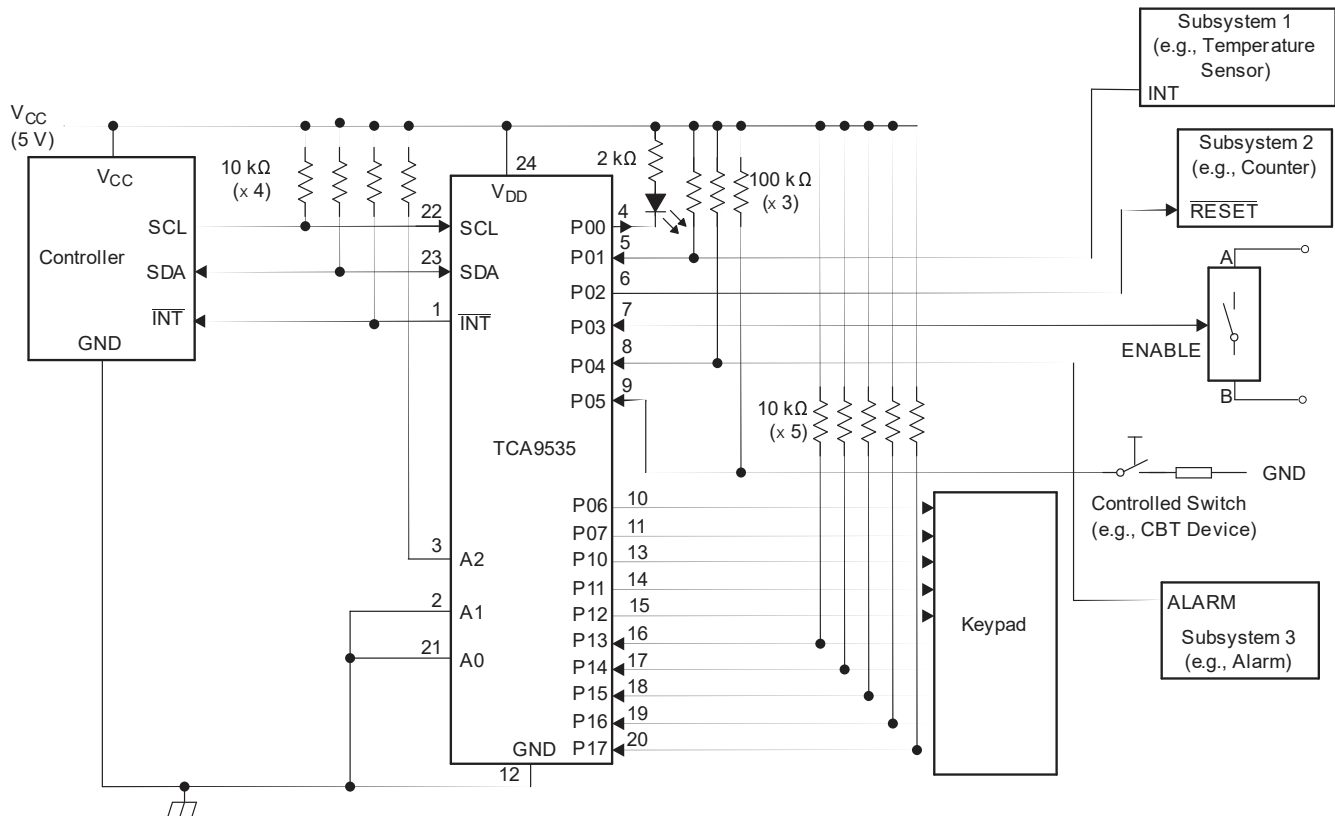 Subsystem 1
(e.g., Temperature
Sensor)
INT
VCC
(5 V)
Subsystem 2
(e.g., Counter)
RESET
VCC
10 kΩ
(x 4)
24
VDD
2 kΩ
100 kΩ
(x 3)
SCL
22
SCL
P00
4
Controller
SDA
23
SDA
P01
5
INT
1
INT
P02
6
GND
P03
7
A
ENABLE
B
P04
8
P05
9
10 kΩ
(x 5)
TCA9535
GND
Controlled Switch
(e.g., CBT Device)
P06
10
P07
11
3
A2
P10
13
P11
14
2
A1
P12
15
Keypad
ALARM
Subsystem 3
(e.g., Alarm)
P13
16
21
A0
P14
17
P15
18
P16
19
GND
P17
20
12